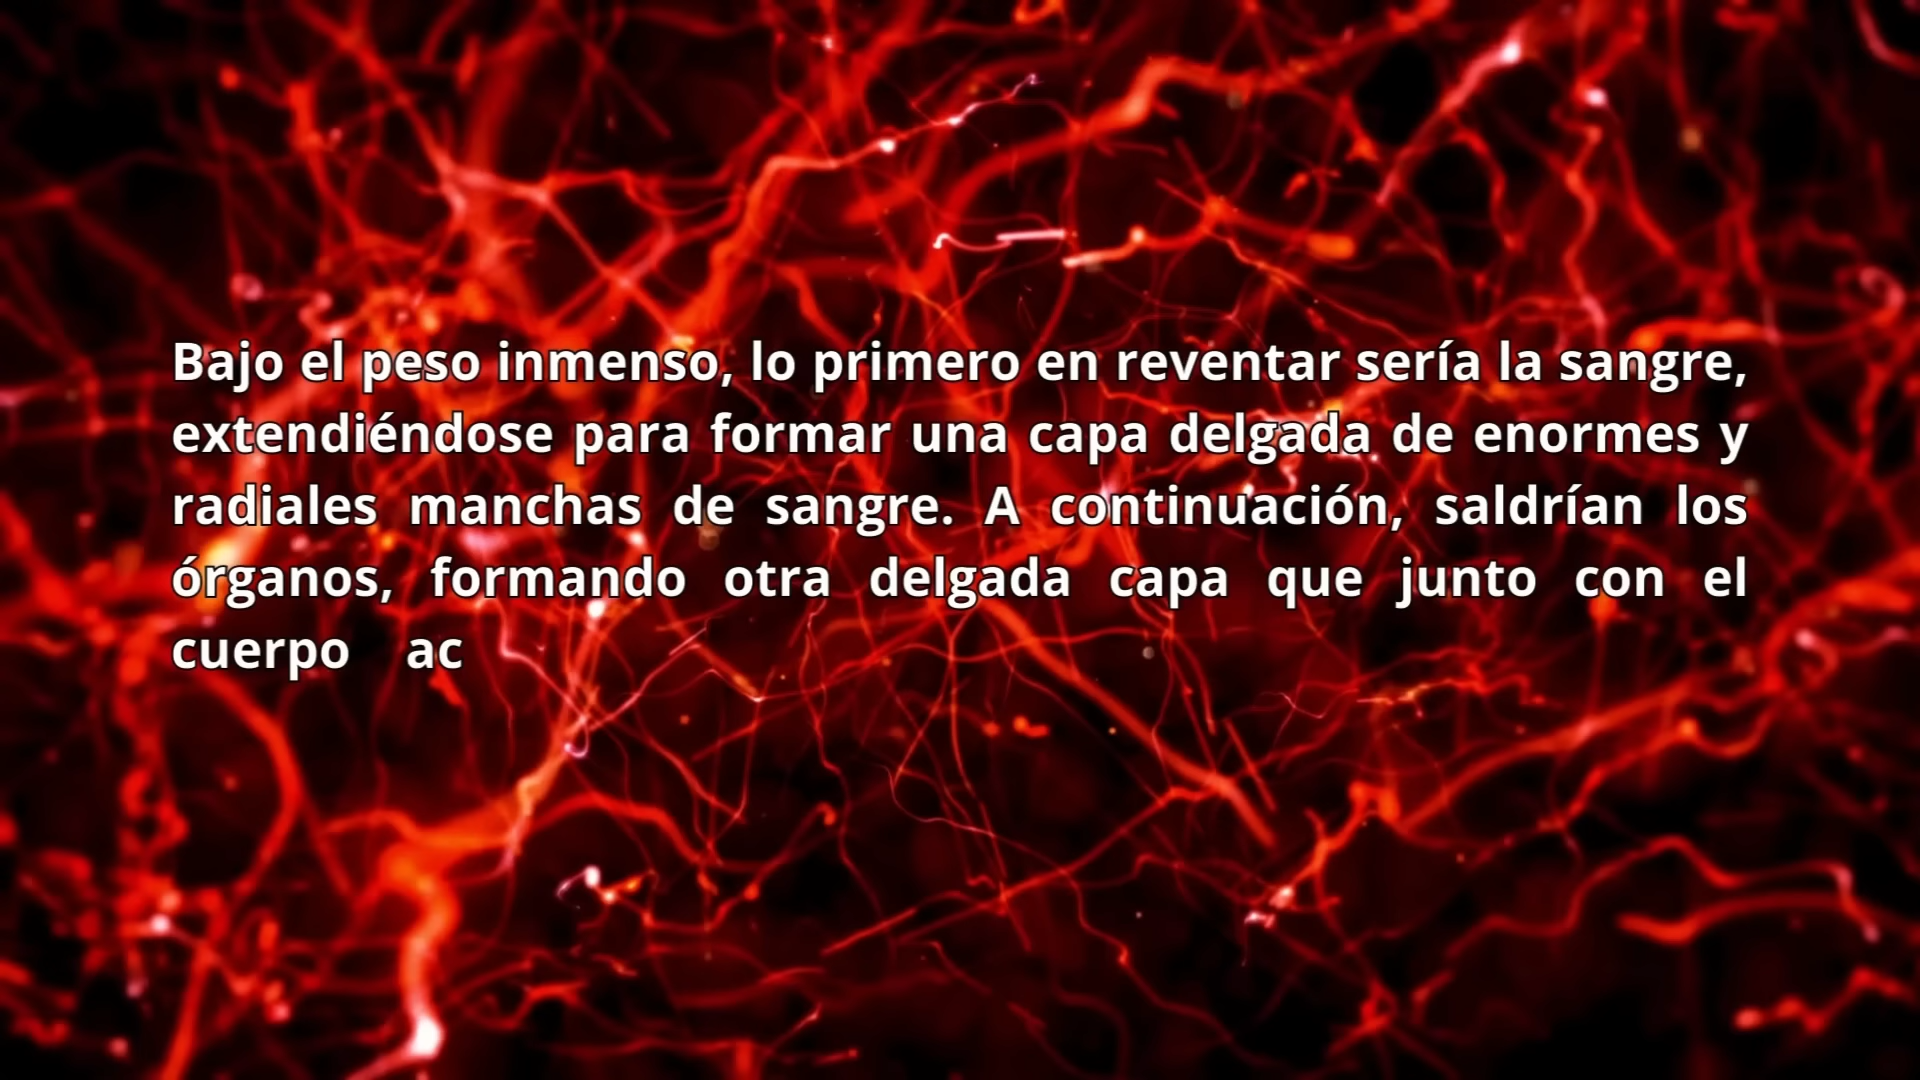 Bajo el peso inmenso, lo primero en reventar sería la sangre,
extendiéndose para formar una capa delgada de enormes y
radiales manchas de sangre. A continuación, saldrían los
órganos, formando otra delgada capa que junto con el
cuerpo ac